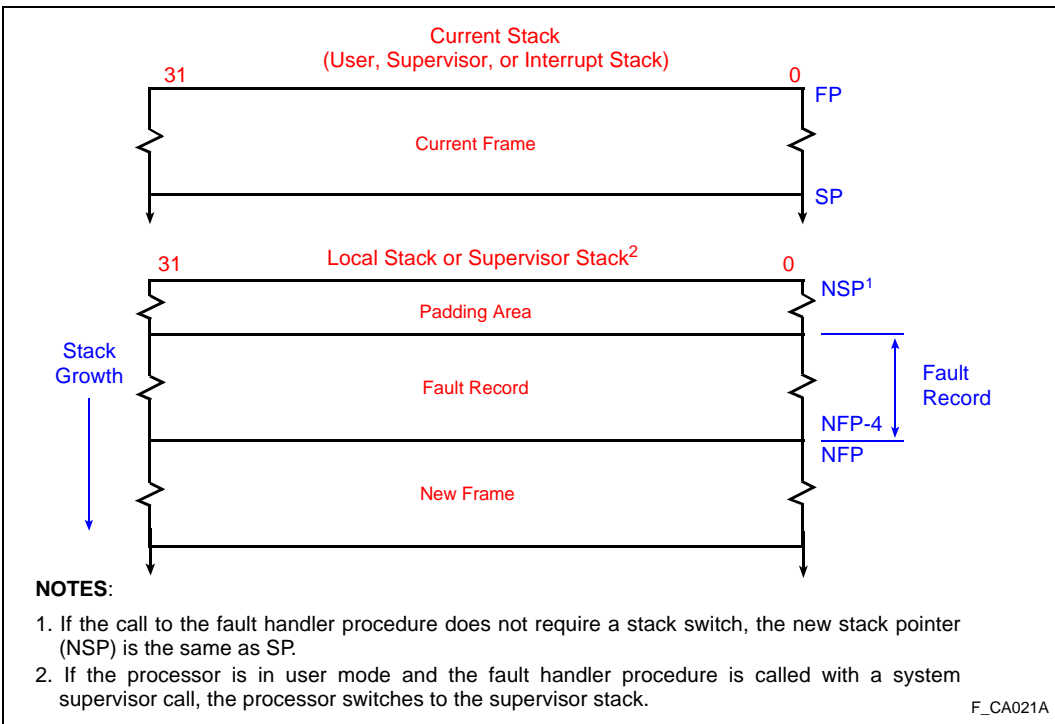 Current Stack
(User, Supervisor, or Interrupt Stack)
31
0
FP
Current Frame
SP
31
Local Stack or Supervisor Stack2
0
NSP1
Padding Area
Stack
Growth
Fault Record
Fault
Record
NFP-4
NFP
New Frame
NOTES:
1. If the call to the fault handler procedure does not require a stack switch, the new stack pointer
(NSP) is the same as SP.
2. If the processor is in user mode and the fault handler procedure is called with a system
supervisor call, the processor switches to the supervisor stack.
F_CA021A